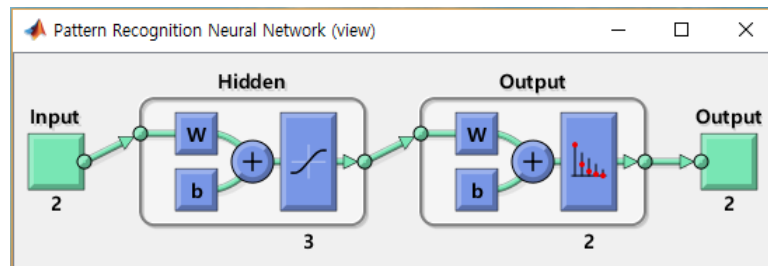 Pattern Recognition Neural Network (view)
Hidden
Output
Input
Output
W
b
+
W
b
+
2
3
2
2